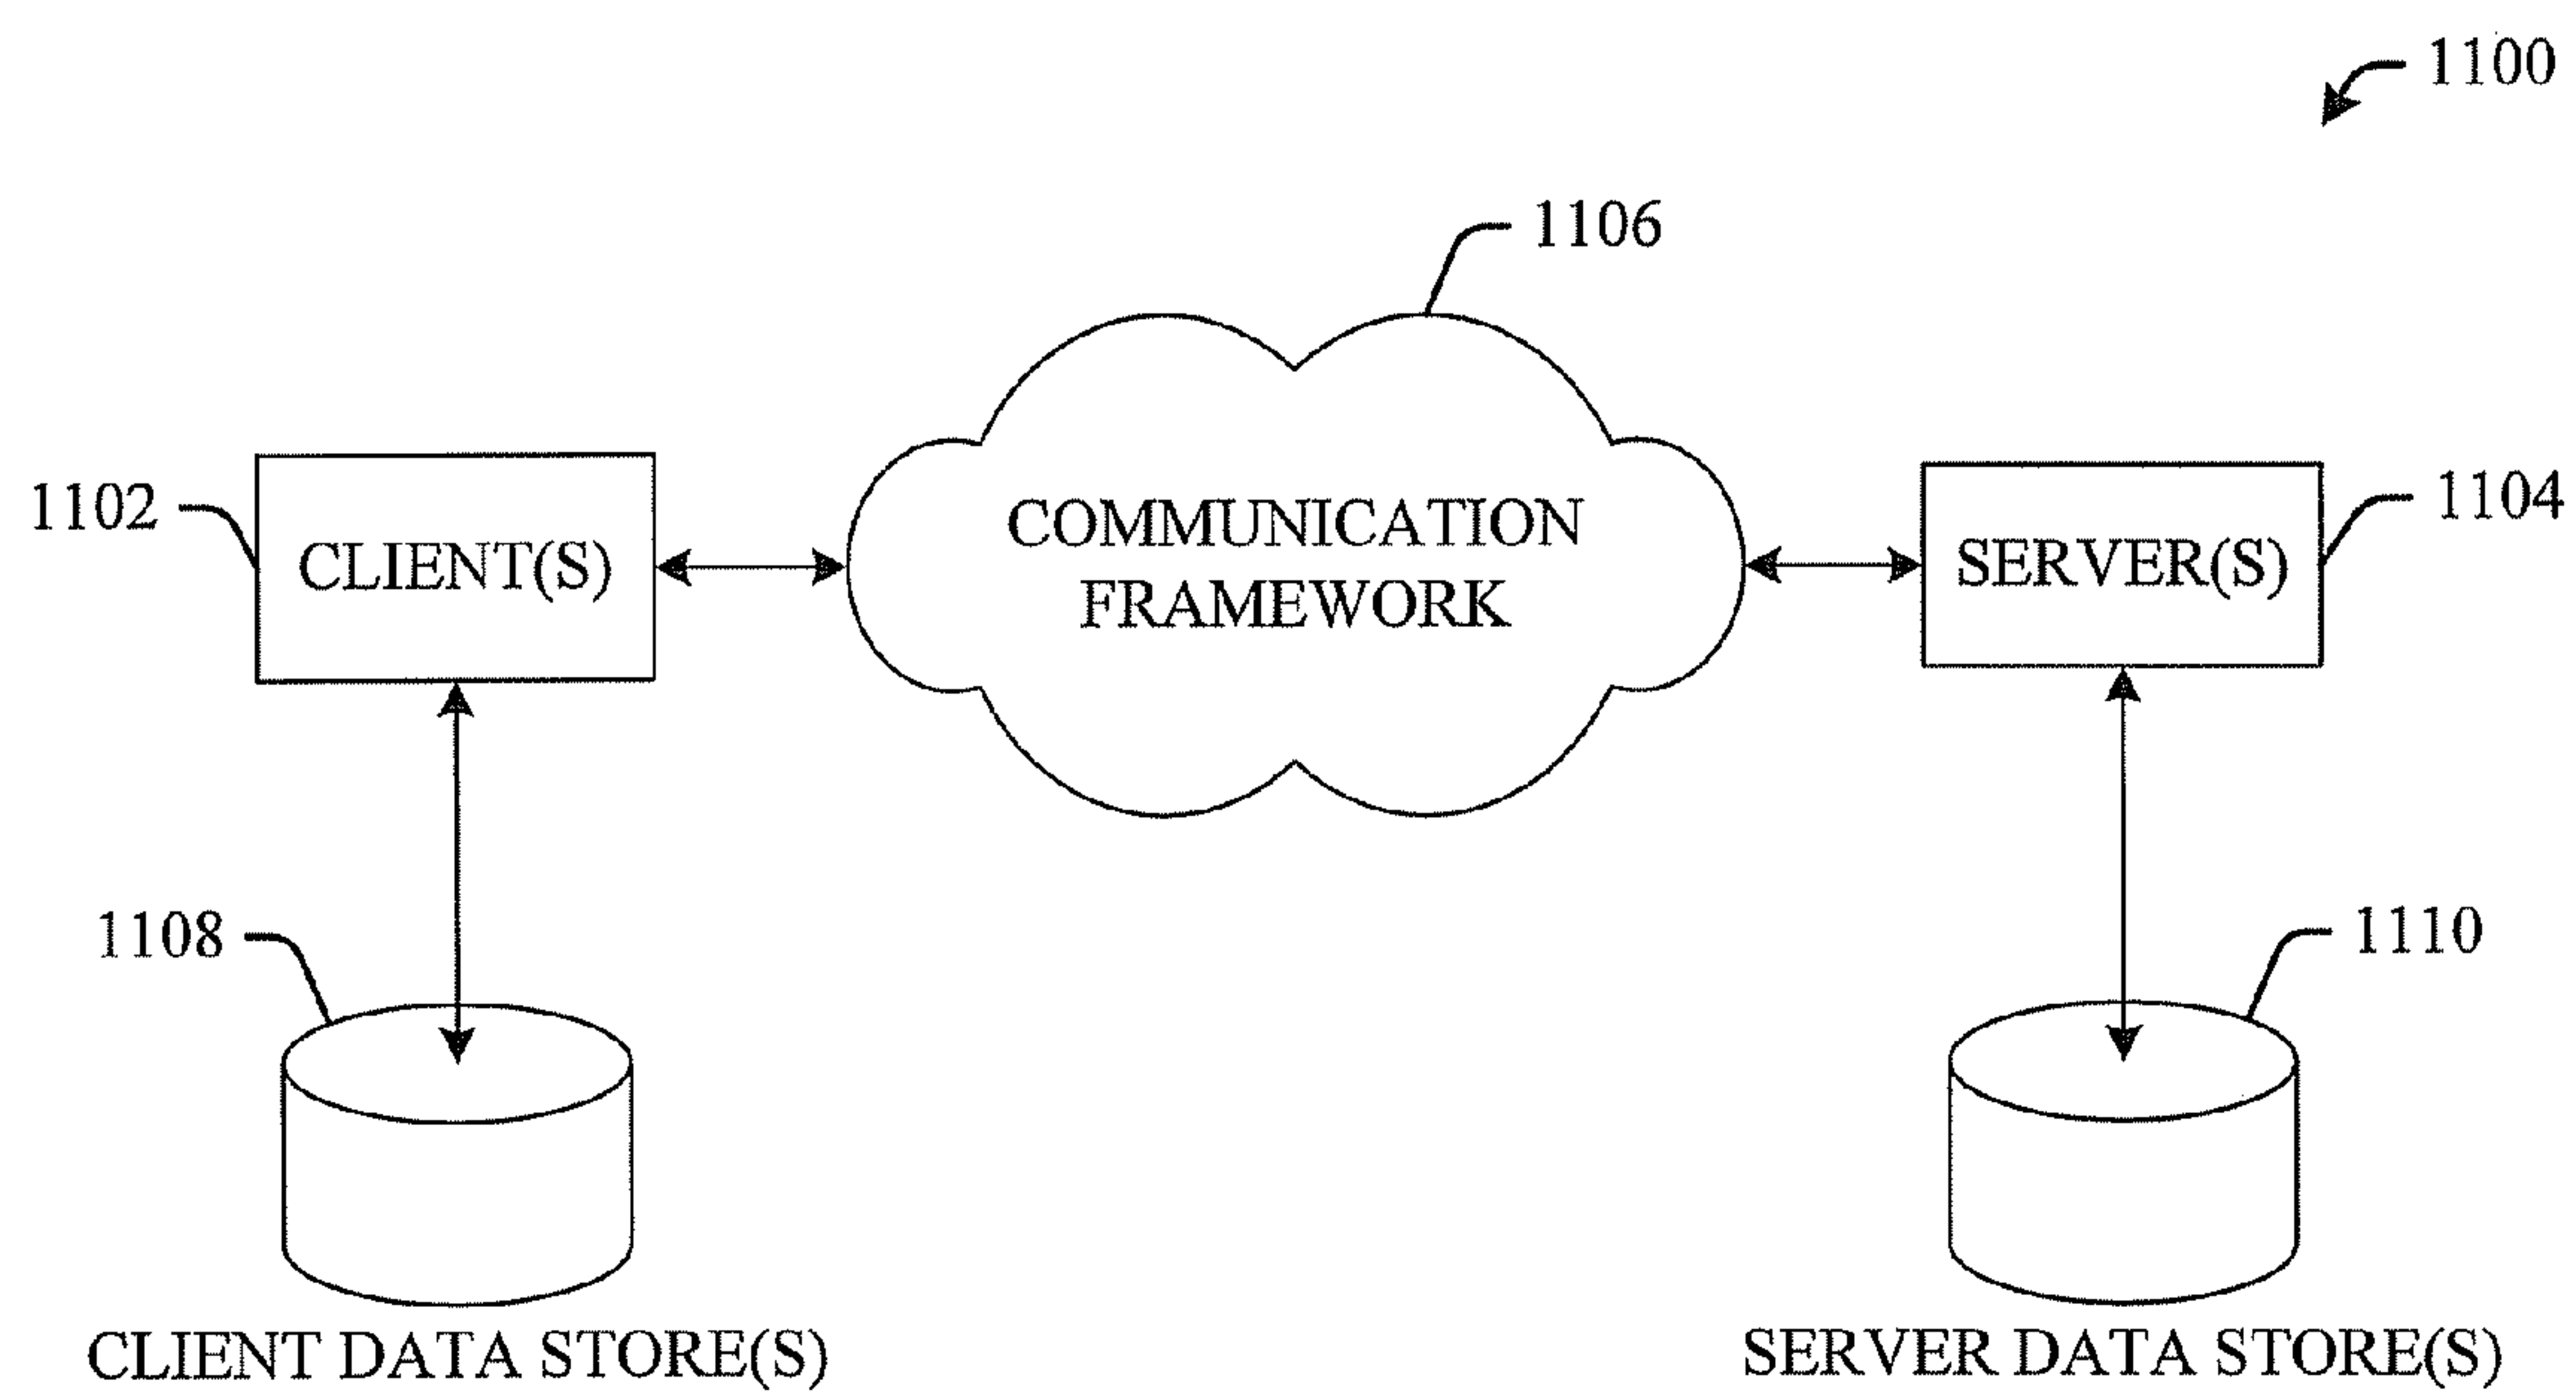 1100
1106
1102
CLIENT(S)
COMMUNICATION
FRAMEWORK
SERVER(S)
1104
1108
1110
CLIENT DATA STORE(S)
SERVER DATA STORE(S)